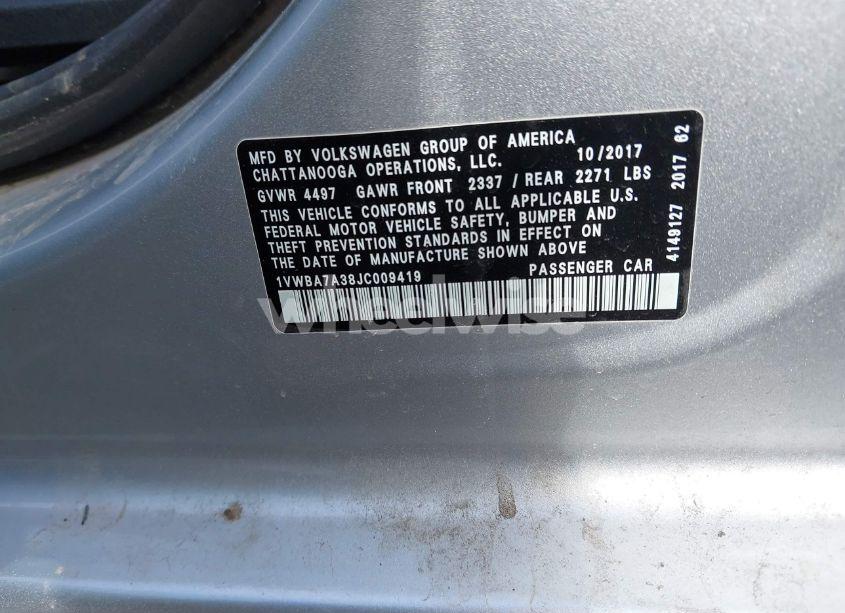 MFD BY VOLKSWAGEN GROUP OF AMERICA
CHATTANOOGA OPERATIONS, LLC. 10/2017
GVWR 4497 GAWR FRONT 2337 / REAR 2271 LBS
THIS VEHICLE CONFORMS TO ALL APPLICABLE U.S.
FEDERAL MOTOR VEHICLE SAFETY, BUMPER AND
THEFT PREVENTION STANDARDS IN EFFECT ON
THE DATE OF MANUFACTURE SHOWN ABOVE
1VWBA7A38JC009419 PASSENGER CAR
4149127 2017 62
wheelwise